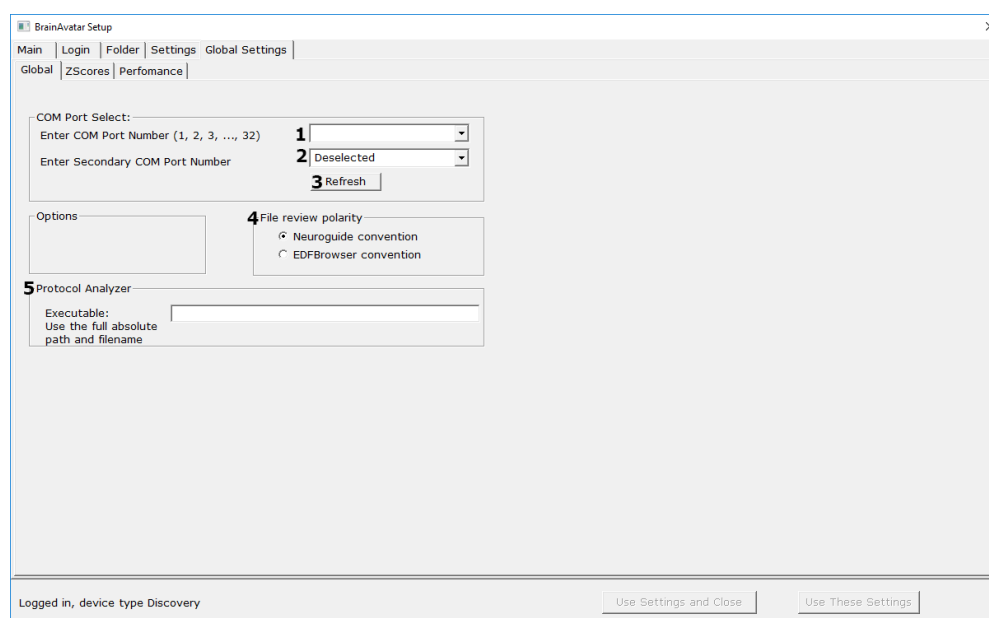 BrainAvatar Setup
Main Login Folder Settings Global Settings
Global ZScores Perfomance
COM Port Select:
Enter COM Port Number (1, 2, 3, ..., 32) 1
Enter Secondary COM Port Number 2 Deselected
3 Refresh
Options 4 File review polarity
Neuroguide convention
EDFBrowser convention
5 Protocol Analyzer
Executable:
Use the full absolute
path and filename
Logged in, device type Discovery Use Settings and Close Use These Settings